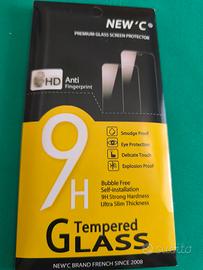 NEW'C
PREMIUM GLASS SCREEN PROTECTOR
HD Anti
Fingerprint
9H
Smudge Proof
Eye Protection
Delicate Touch
Explosion Proof
Bubble Free
Self-installation
9H Strong Hardness
Ultra Slim Thickness
Tempered
GLASS
NEW'C BRAND FRENCH SINCE 2008
subito